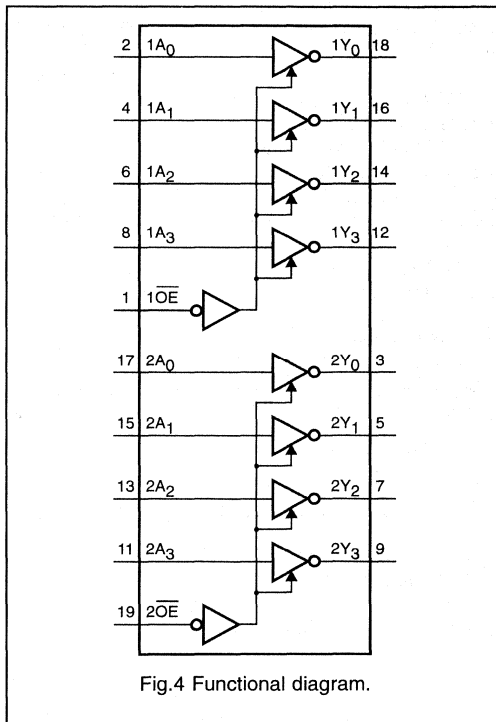 2 1A₀ 1Y₀ 18
4 1A₁ 1Y₁ 16
6 1A₂ 1Y₂ 14
8 1A₃ 1Y₃ 12
1 1O̅E̅
17 2A₀ 2Y₀ 3
15 2A₁ 2Y₁ 5
13 2A₂ 2Y₂ 7
11 2A₃ 2Y₃ 9
19 2O̅E̅
Fig.4 Functional diagram.